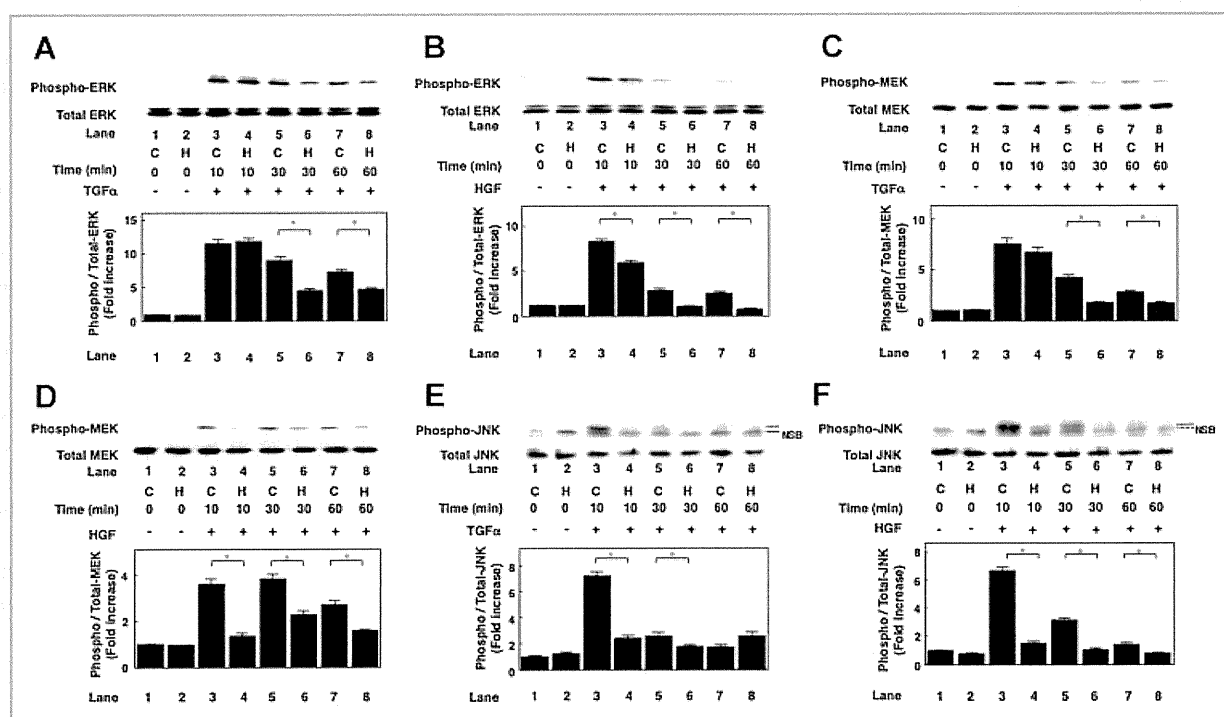 A
Phospho-ERK
Total ERK
Lane 1 2 3 4 5 6 7 8
C H C H C H C H
Time (min) 0 0 10 10 30 30 60 60
TGFα - - + + + + + +
Phospho / Total-ERK
(Fold increase)
15
10
5
0
* *
Lane 1 2 3 4 5 6 7 8
B
Phospho-ERK
Total ERK
Lane 1 2 3 4 5 6 7 8
C H C H C H C H
Time (min) 0 0 10 10 30 30 60 60
HGF - - + + + + + +
Phospho / Total-ERK
(Fold increase)
10
5
0
* * *
Lane 1 2 3 4 5 6 7 8
C
Phospho-MEK
Total MEK
Lane 1 2 3 4 5 6 7 8
C H C H C H C H
Time (min) 0 0 10 10 30 30 60 60
TGFα - - + + + + + +
Phospho / Total-MEK
(Fold increase)
10
5
0
* *
Lane 1 2 3 4 5 6 7 8
D
Phospho-MEK
Total MEK
Lane 1 2 3 4 5 6 7 8
C H C H C H C H
Time (min) 0 0 10 10 30 30 60 60
HGF - - + + + + + +
Phospho / Total-MEK
(Fold increase)
4
2
0
* * *
Lane 1 2 3 4 5 6 7 8
E
Phospho-JNK
NSB
Total JNK
Lane 1 2 3 4 5 6 7 8
C H C H C H C H
Time (min) 0 0 10 10 30 30 60 60
TGFα - - + + + + + +
Phospho / Total-JNK
(Fold increase)
8
6
4
2
0
* *
Lane 1 2 3 4 5 6 7 8
F
Phospho-JNK
NSB
Total JNK
Lane 1 2 3 4 5 6 7 8
C H C H C H C H
Time (min) 0 0 10 10 30 30 60 60
HGF - - + + + + + +
Phospho / Total-JNK
(Fold increase)
8
6
4
2
0
* * *
Lane 1 2 3 4 5 6 7 8